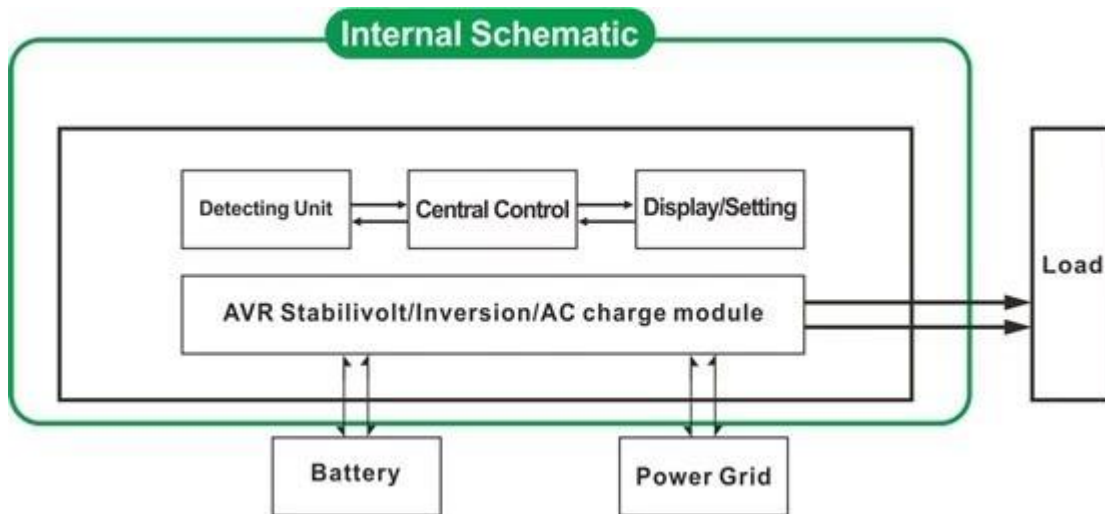 Internal Schematic
Detecting Unit
Central Control
Display/Setting
Load
AVR Stabilivolt/Inversion/AC charge module
Battery
Power Grid